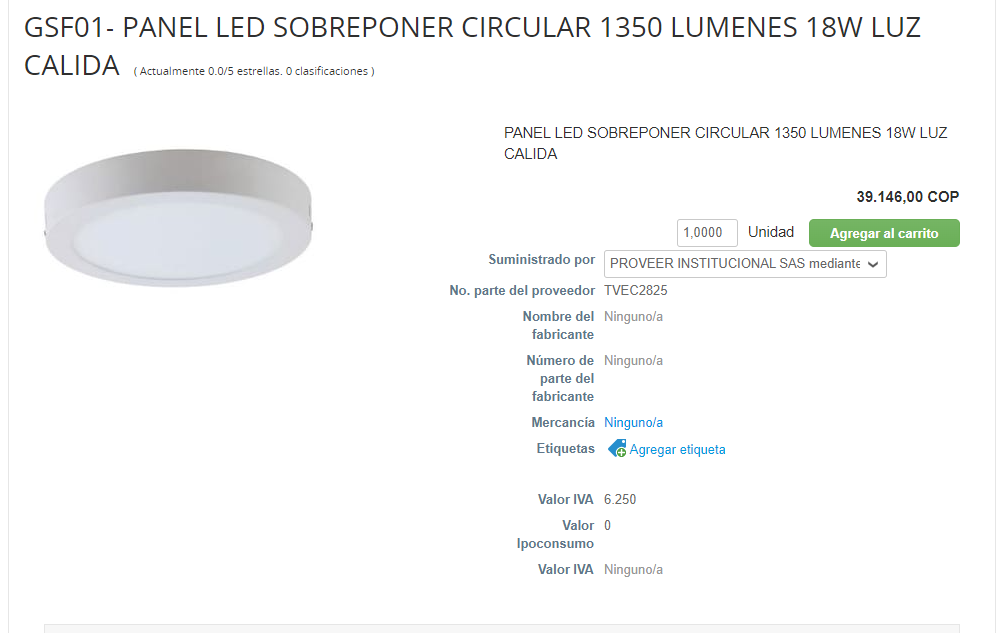 GSF01- PANEL LED SOBREPONER CIRCULAR 1350 LUMENES 18W LUZ
CALIDA ( Actualmente 0.0/5 estrellas. 0 clasificaciones )
PANEL LED SOBREPONER CIRCULAR 1350 LUMENES 18W LUZ
CALIDA
39.146,00 COP
1,0000 Unidad Agregar al carrito
Suministrado por PROVEER INSTITUCIONAL SAS mediante
No. parte del proveedor TVEC2825
Nombre del Ninguno/a
fabricante
Número de Ninguno/a
parte del
fabricante
Mercancía Ninguno/a
Etiquetas Agregar etiqueta
Valor IVA 6.250
Valor 0
Ipoconsumo
Valor IVA Ninguno/a